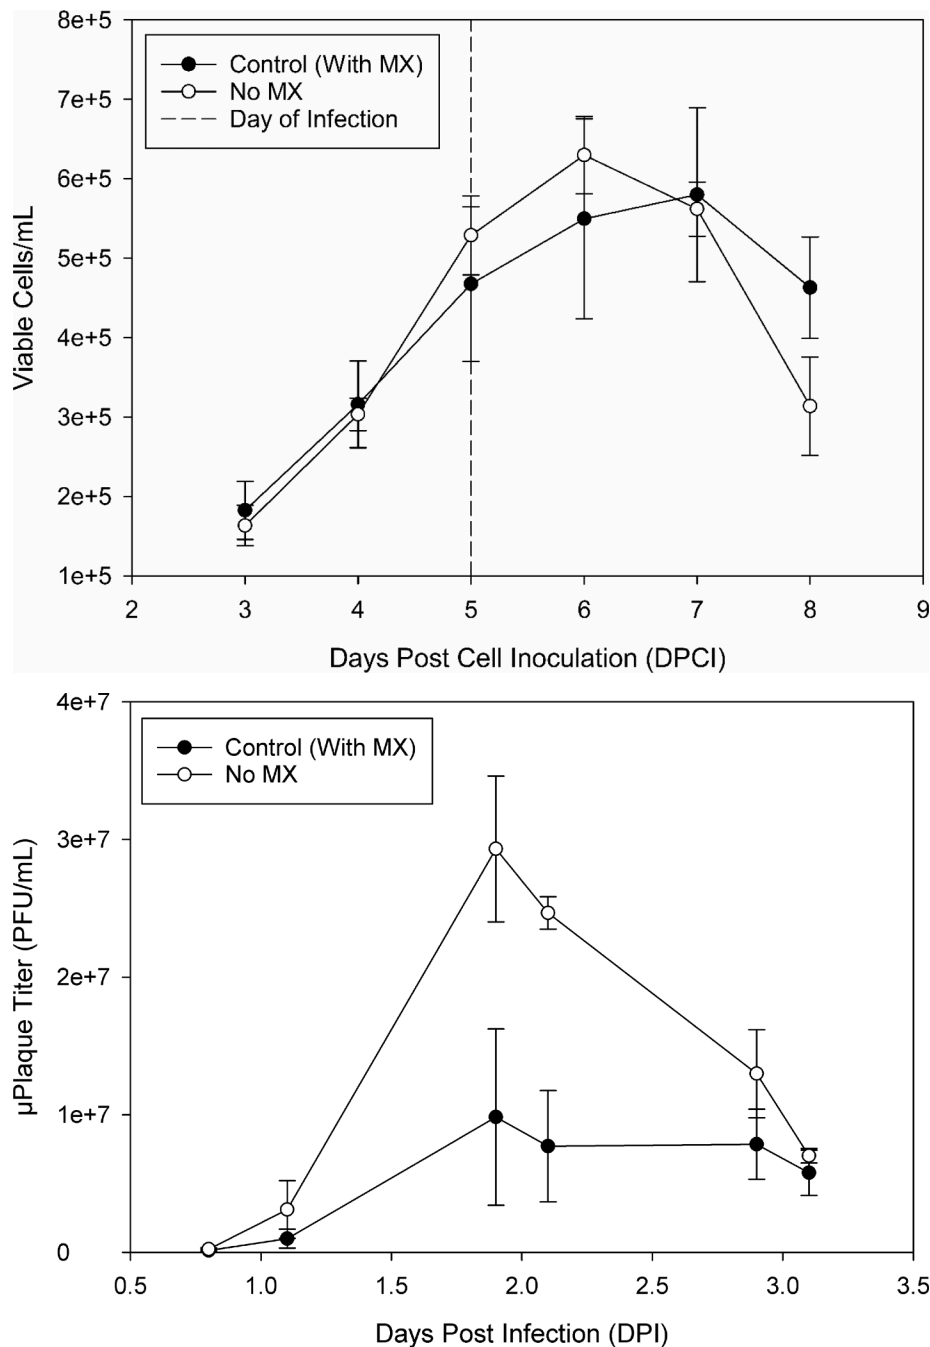 8e+5
7e+5
6e+5
5e+5
4e+5
3e+5
2e+5
1e+5
Viable Cells/mL
Control (With MX)
No MX
Day of Infection
2 3 4 5 6 7 8 9
Days Post Cell Inoculation (DPCI)
4e+7
3e+7
2e+7
1e+7
0
µPlaque Titer (PFU/mL)
Control (With MX)
No MX
0.5 1.0 1.5 2.0 2.5 3.0 3.5
Days Post Infection (DPI)